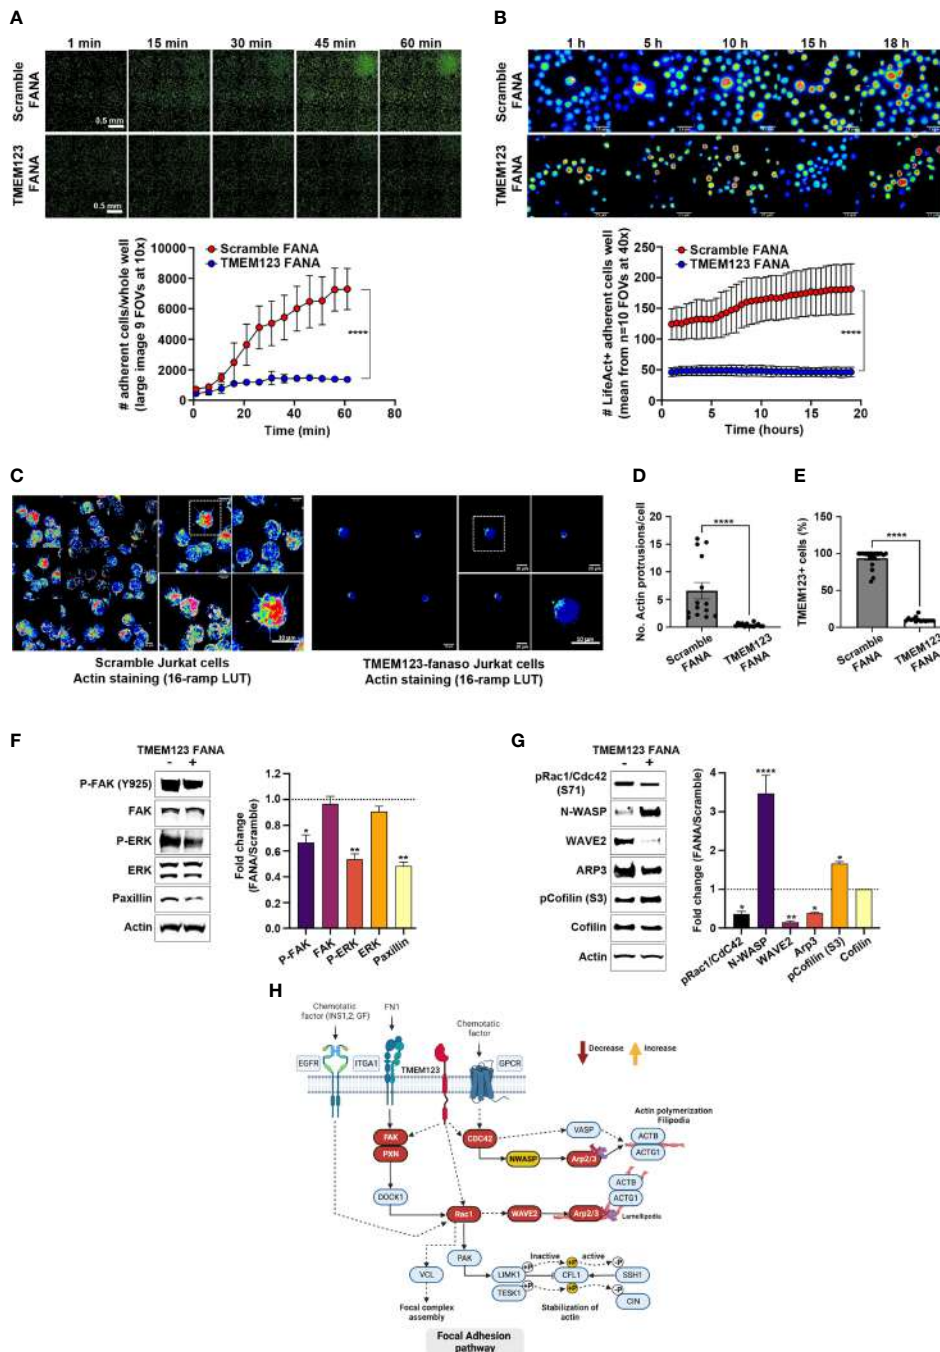 A
1 min 15 min 30 min 45 min 60 min
Scramble
FANA
0.5 mm
TMEM123
FANA
0.5 mm
# adherent cells/whole well
(large image 9 FOVs at 10x)
10000
8000
6000
4000
2000
0
Scramble FANA
TMEM123 FANA
****
0 20 40 60 80
Time (min)
B
1 h 5 h 10 h 15 h 18 h
Scramble
FANA
TMEM123
FANA
# LifeAct+ adherent cells well
(mean from n=10 FOVs at 40x)
250
200
150
100
50
0
Scramble FANA
TMEM123 FANA
****
0 5 10 15 20
Time (hours)
C
10 µm
10 µm
Scramble Jurkat cells
Actin staining (16-ramp LUT)
TMEM123-fanaso Jurkat cells
Actin staining (16-ramp LUT)
D
No. Actin protrusions/cell
20
15
10
5
0
****
Scramble
FANA
TMEM123
FANA
E
TMEM123+ cells (%)
150
100
50
0
****
Scramble
FANA
TMEM123
FANA
F
TMEM123 FANA
- +
P-FAK (Y925)
FAK
P-ERK
ERK
Paxillin
Actin
Fold change
(FANA/Scramble)
1.2
1.0
0.8
0.6
0.4
0.2
0.0
*
**
**
P-FAK
FAK
P-ERK
ERK
Paxillin
G
TMEM123 FANA
- +
pRac1/Cdc42
(S71)
N-WASP
WAVE2
ARP3
pCofilin (S3)
Cofilin
Actin
Fold change (FANA/Scramble)
4
3
2
1
0
*
****
**
*
*
pRac1/CdC42
N-WASP
WAVE2
Arp3
pCofilin (S3)
Cofilin
H
Chemotatic
factor (INS1,2; GF)
FN1
Chemotatic
factor
Decrease
Increase
EGFR
ITGA1
TMEM123
GPCR
FAK
PXN
CDC42
VASP
Actin polymerization
Filipodia
ACTB
ACTG1
NWASP
Arp2/3
DOCK1
ACTB
ACTG1
Rac1
WAVE2
Arp2/3
Lamellipodia
PAK
Inactive
active
+P
+P
-P
VCL
LIMK1
CFL1
SSH1
TESK1
+P
+P
-P
CIN
Focal complex
assembly
Stabilization of
actin
Focal Adhesion
pathway